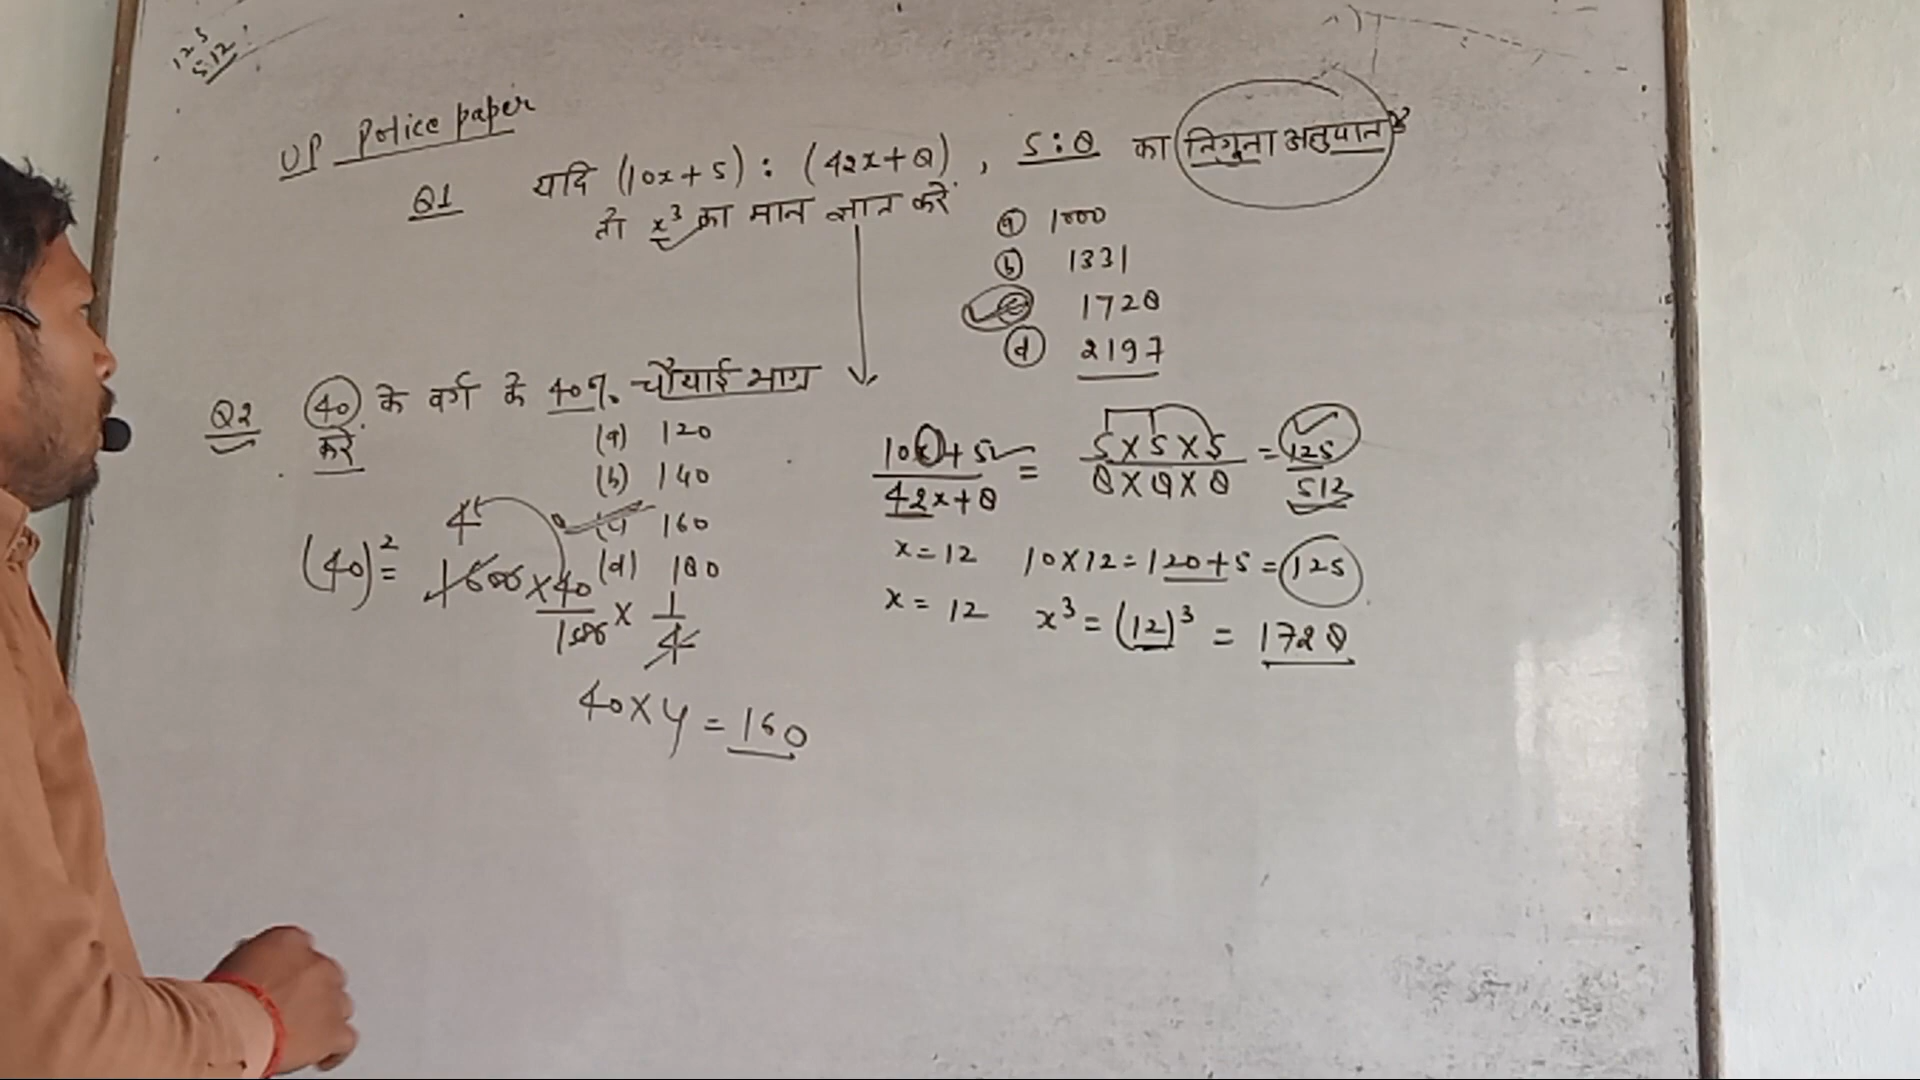 125
512
UP Police paper
Q1 यदि (10x+5) : (42x+8) , 5:8 का तिगुना अनुपात है
तो x³ का मान ज्ञात करें
(a) 1000
(b) 1331
(c) 1728
(d) 2197
Q2 40 के वर्ग के 40% चौथाई भाग
करें
(a) 120
(b) 140
(c) 160
(d) 180
(40)² = 1600 × 40/100 × 1/4
4
40×4 = 160
10x+5/42x+8 = 5×5×5/8×8×8 = 125/512
x=12 10×12=120+5=125
x= 12 x³ = (12)³ = 1728